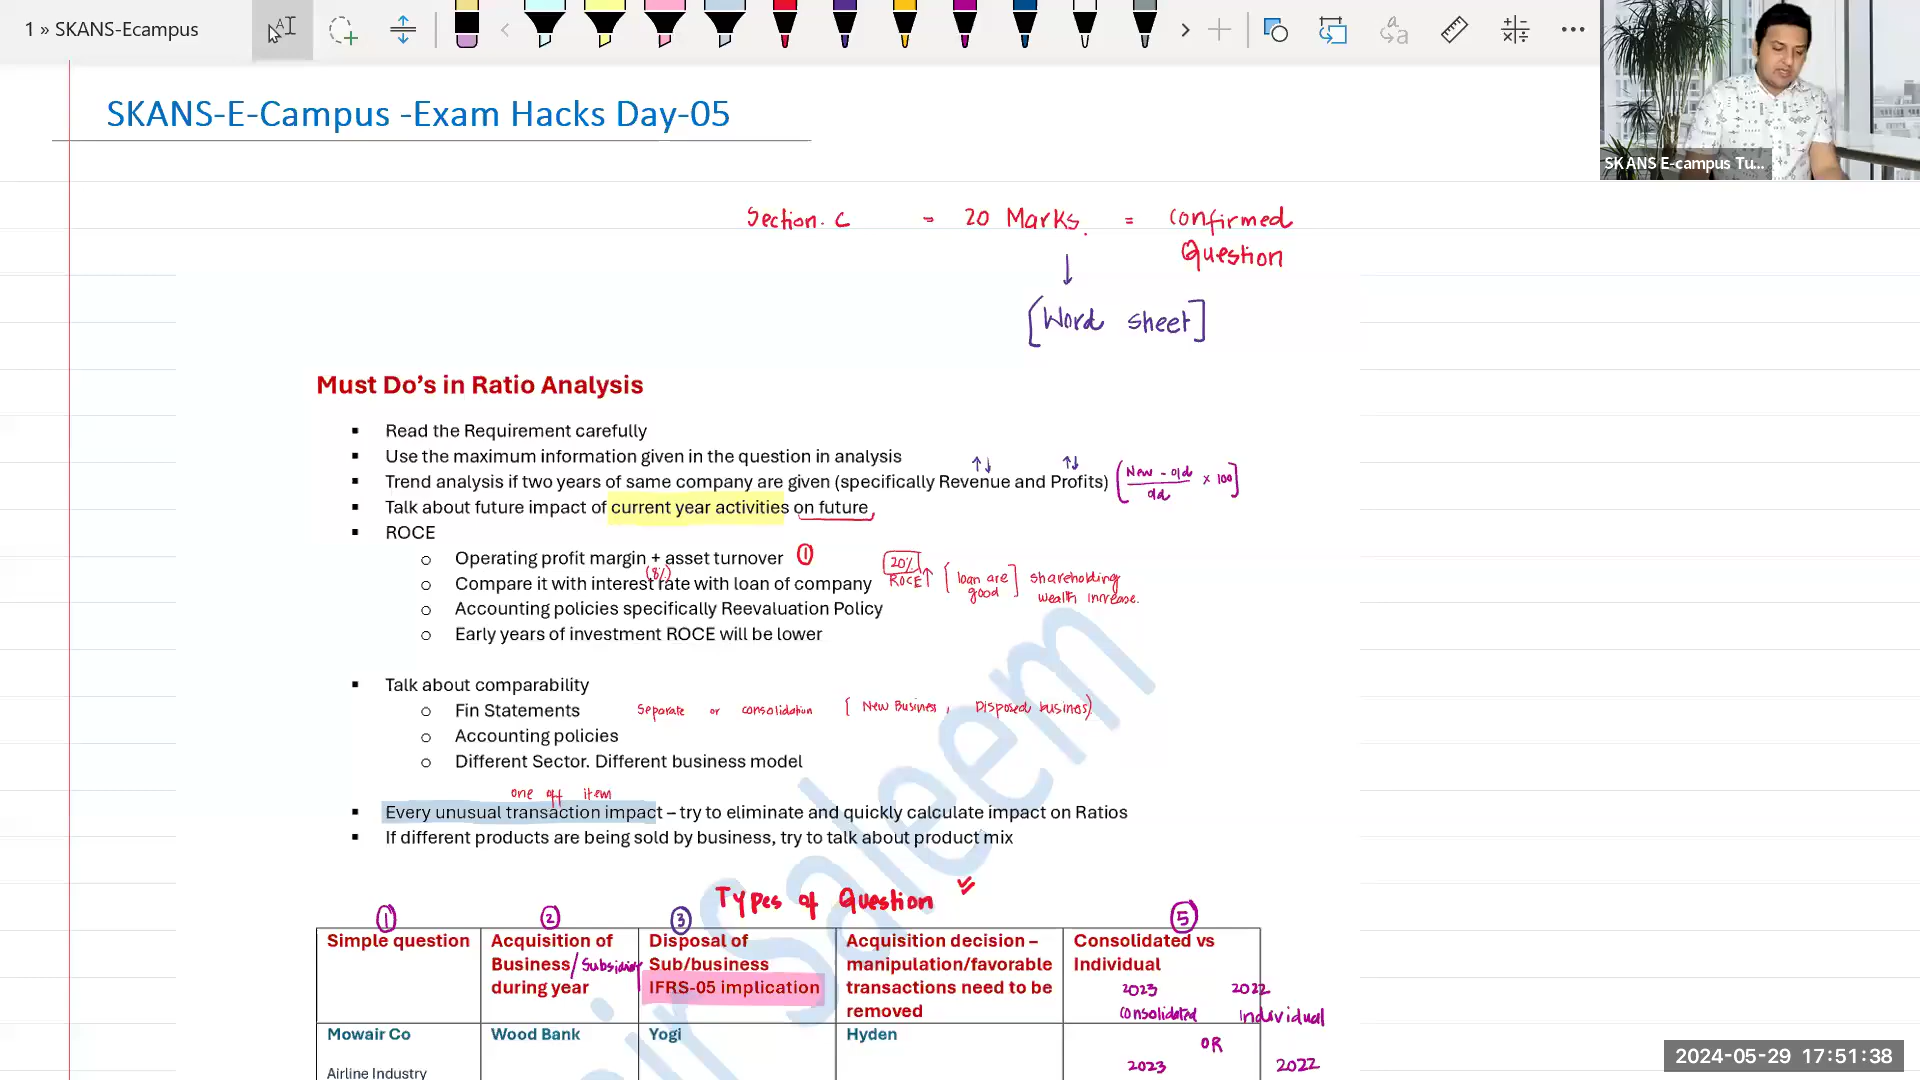 1 » SKANS-Ecampus
SKANS E-campus Tu...
SKANS-E-Campus -Exam Hacks Day-05
Section. C = 20 Marks. = Confirmed Question
[Word sheet]
Must Do's in Ratio Analysis
Read the Requirement carefully
Use the maximum information given in the question in analysis
Trend analysis if two years of same company are given (specifically Revenue and Profits) [New - old / old × 100]
Talk about future impact of current year activities on future
ROCE
Operating profit margin + asset turnover ①
(8%)
20%
Compare it with interest rate with loan of company ROCE↑ [loan are good] shareholding wealth increase.
Accounting policies specifically Reevaluation Policy
Early years of investment ROCE will be lower
Talk about comparability
Fin Statements Separate or consolidation [New Business, Disposed busines)
Accounting policies
Different Sector. Different business model
one off item
Every unusual transaction impact – try to eliminate and quickly calculate impact on Ratios
If different products are being sold by business, try to talk about product mix
Types of Question
① ② ③ ⑤
Simple question
Acquisition of Business/Subsidiary during year
Disposal of Sub/business IFRS-05 implication
Acquisition decision – manipulation/favorable transactions need to be removed
Consolidated vs Individual
2023 2022
Consolidated Individual
OR
2023 2022
Mowair Co
Wood Bank
Yogi
Hyden
Airline Industry
Saleem
2024-05-29 17:51:38